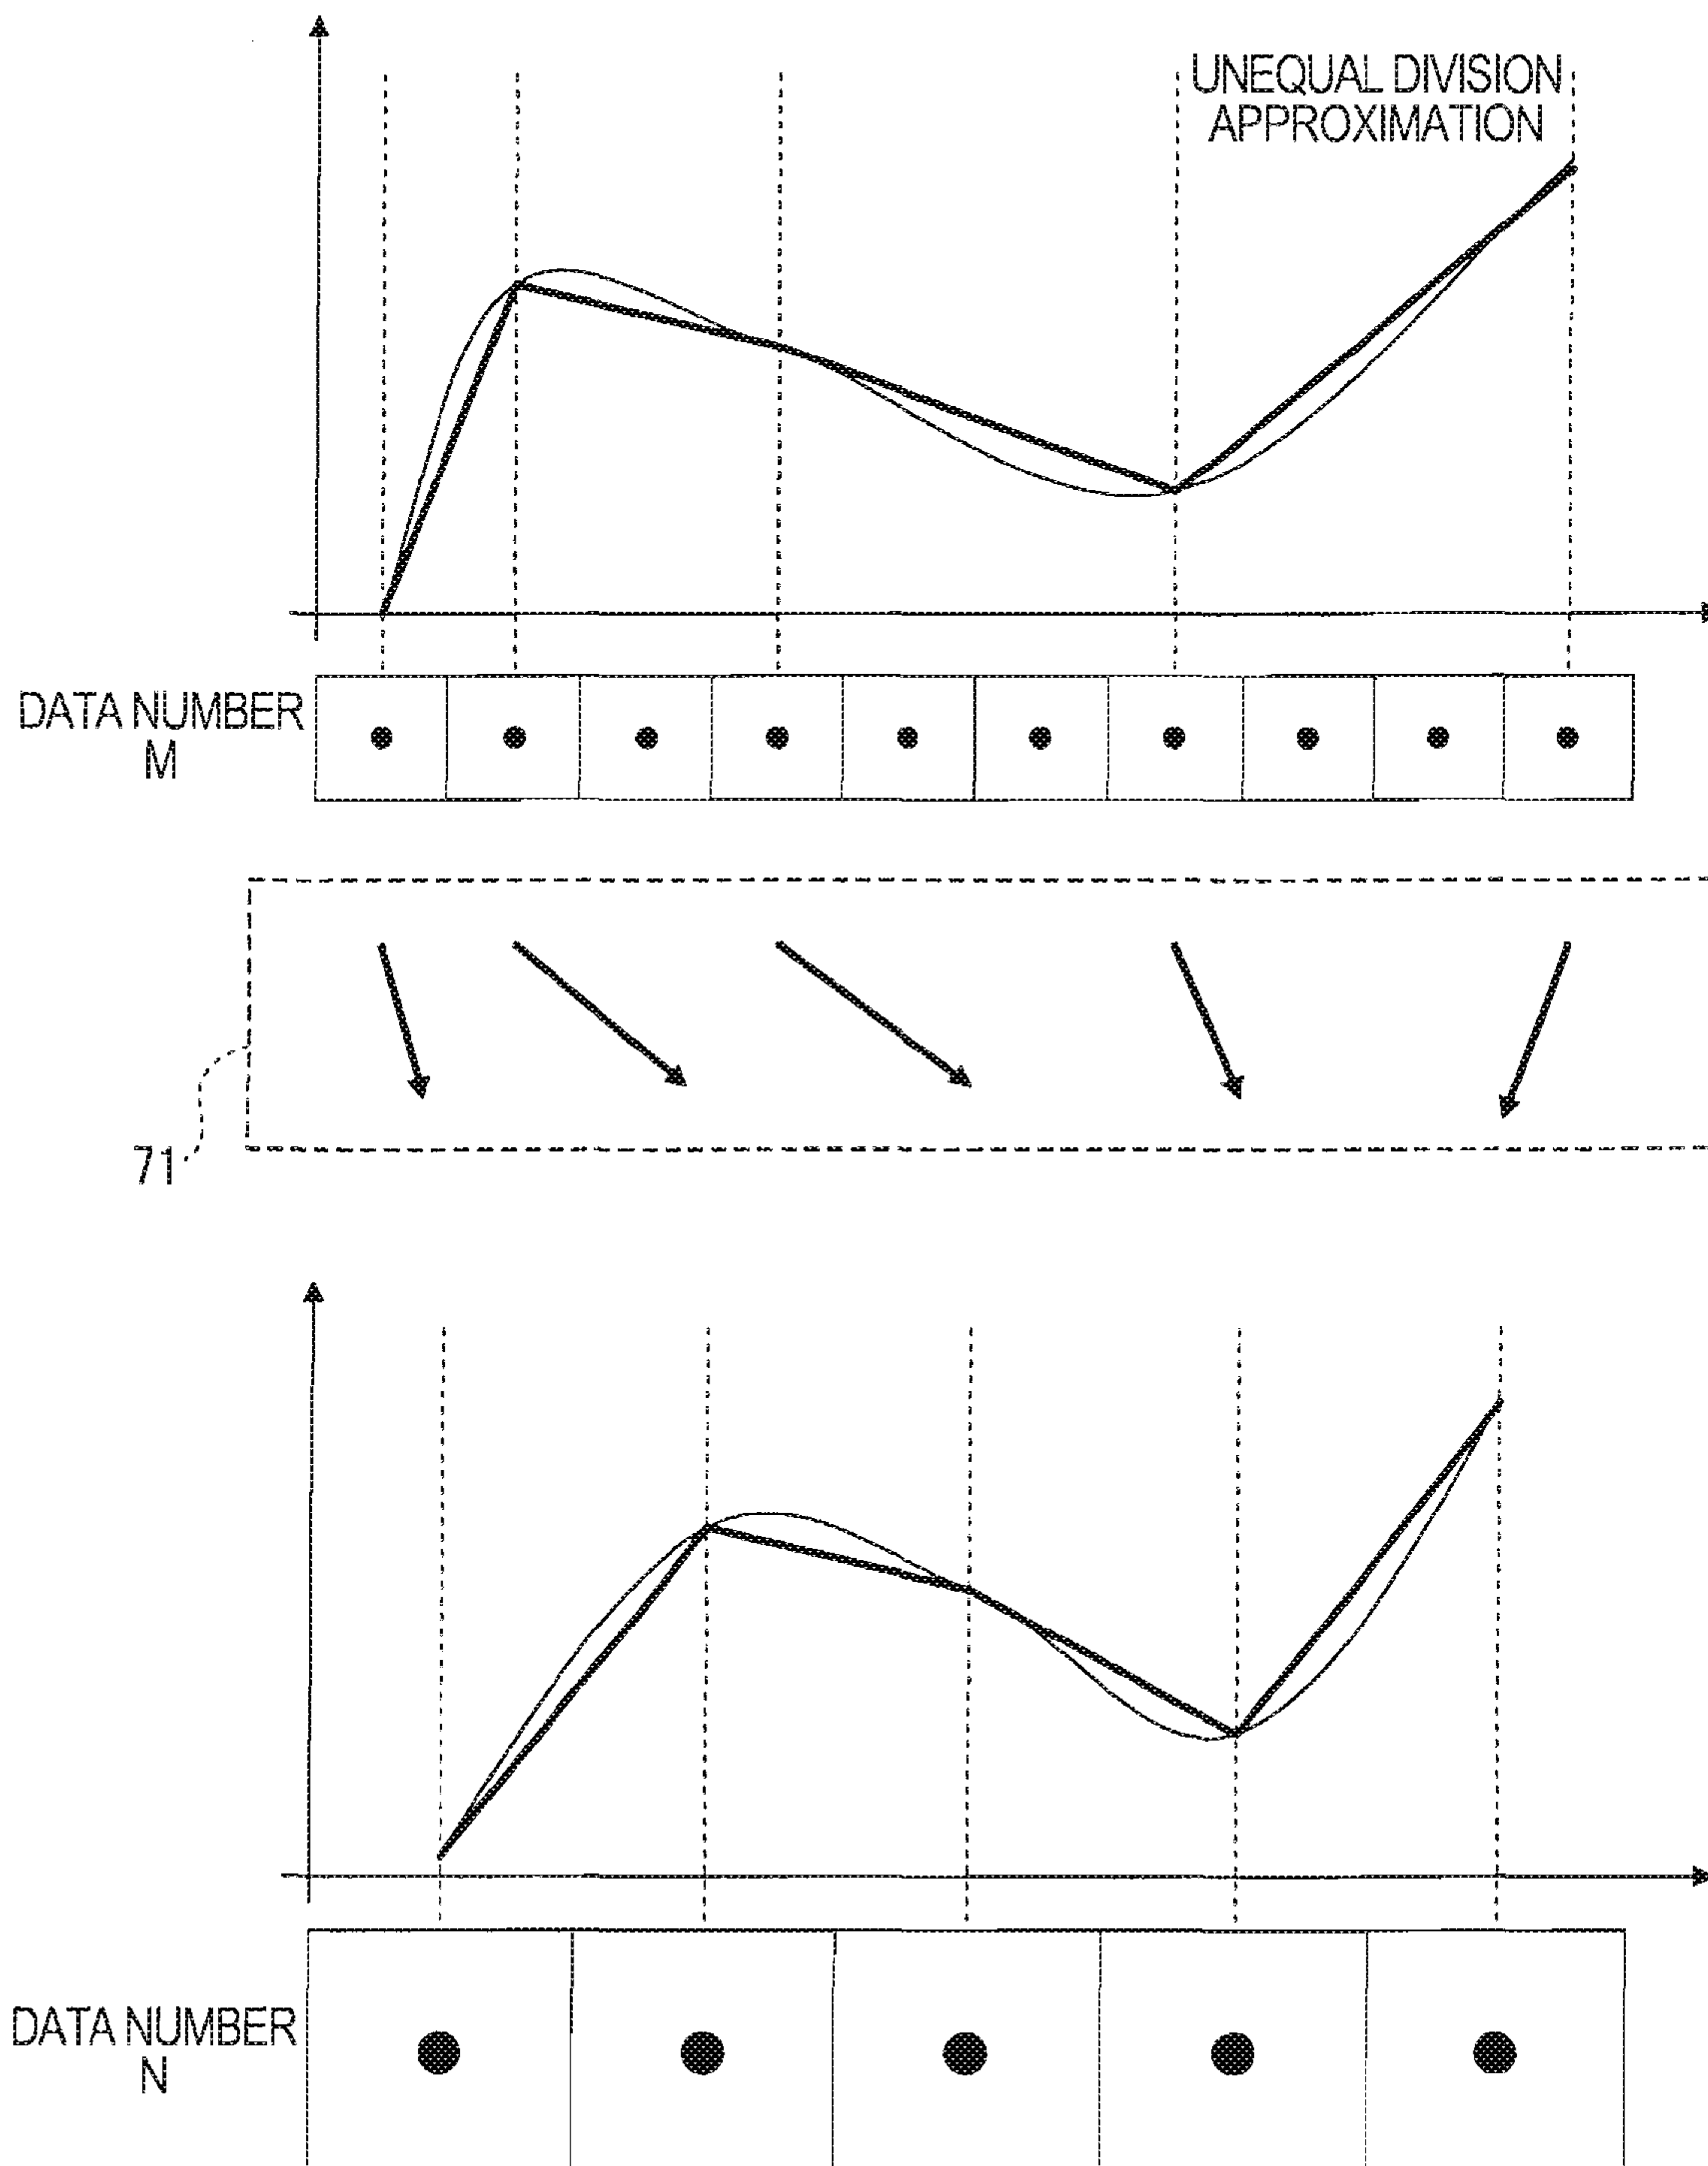 UNEQUAL DIVISION
APPROXIMATION
DATA NUMBER
M
71
DATA NUMBER
N